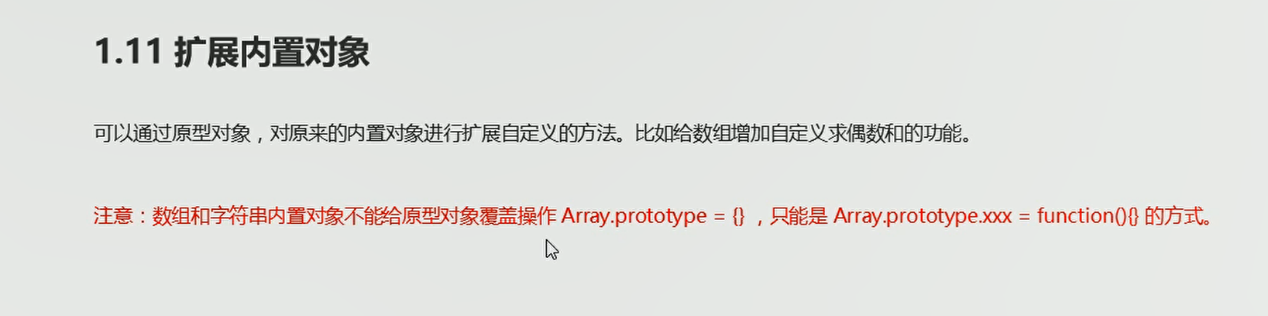 1.11 扩展内置对象
可以通过原型对象，对原来的内置对象进行扩展自定义的方法。比如给数组增加自定义求偶数和的功能。
注意：数组和字符串内置对象不能给原型对象覆盖操作 Array.prototype = {} ，只能是 Array.prototype.xxx = function(){} 的方式。